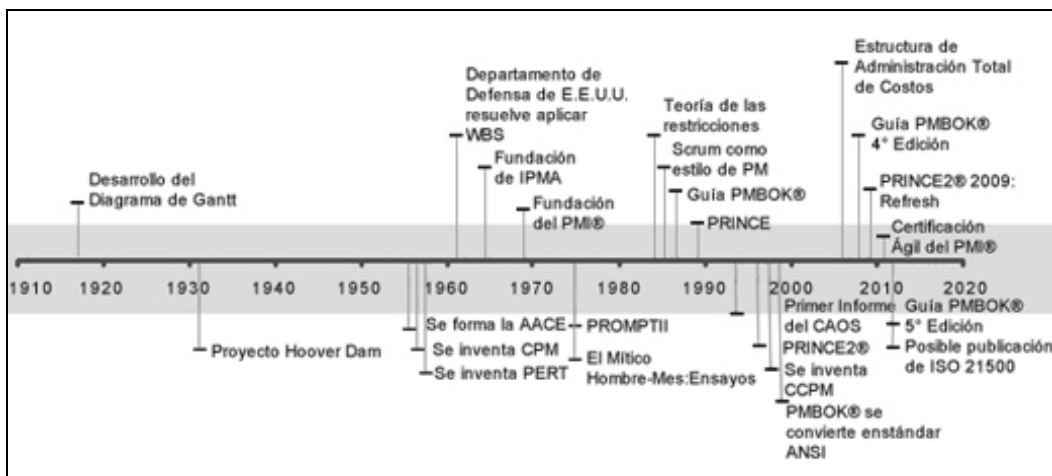 Estructura de
Administración Total
de Costos
Departamento de
Defensa de E.E.U.U.
resuelve aplicar
WBS
Teoría de las
restricciones
Guía PMBOK®
4° Edición
Scrum como
estilo de PM
Fundación
de IPMA
Desarrollo del
Diagrama de Gantt
Guía PMBOK®
PRINCE2® 2009:
Refresh
Fundación
del PMI®
PRINCE
Certificación
Ágil del PMI®
1910 1920 1930 1940 1950 1960 1970 1980 1990 2000 2010 2020
Proyecto Hoover Dam
Se forma la AACE
Se inventa CPM
Se inventa PERT
PROMPTII
El Mítico
Hombre-Mes:Ensayos
Primer Informe
del CAOS
PRINCE2®
Se inventa
CCPM
PMBOK® se
convierte enstándar
ANSI
Guía PMBOK®
5° Edición
Posible publicación
de ISO 21500